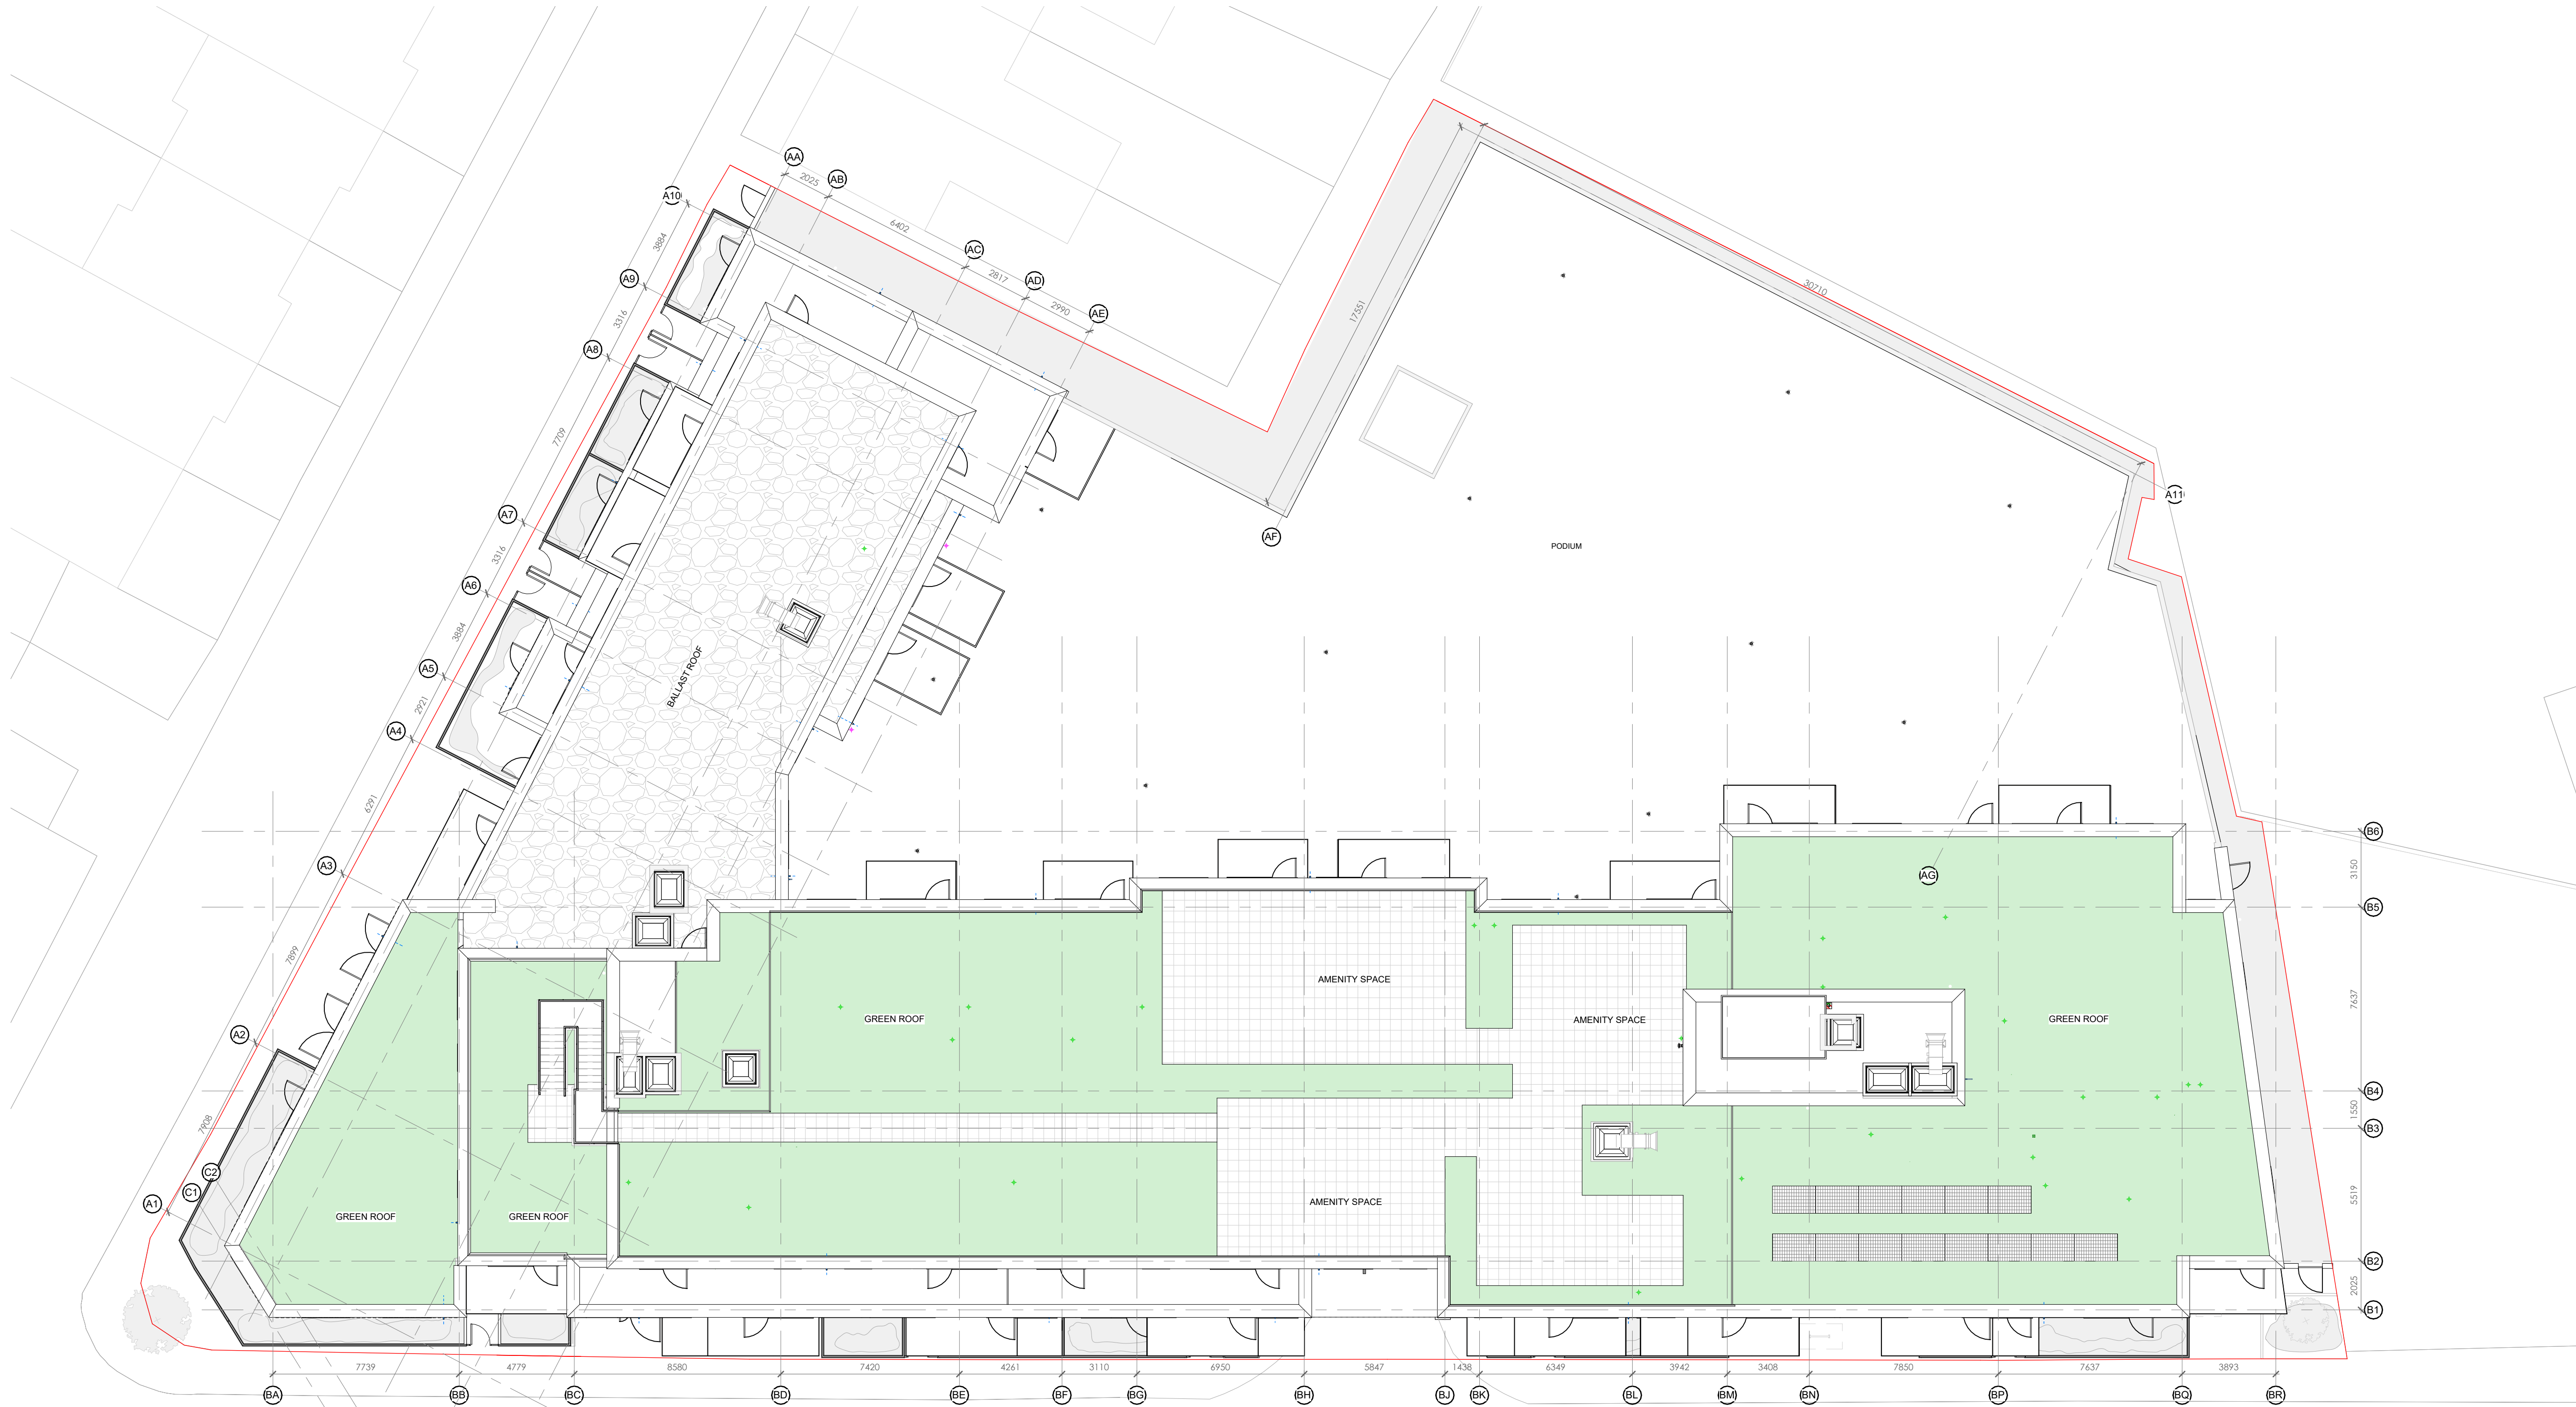 AA
2025
AB
A10
6402
3884
AC
A9
2817
AD
2990
AE
3316
A8
17551
30710
7709
A11
A7
AF
PODIUM
3316
A6
3884
BALLAST ROOF
A5
2921
A4
6291
B6
A3
3150
AG
B5
7899
AMENITY SPACE
7637
GREEN ROOF
AMENITY SPACE
GREEN ROOF
A2
B4
1550
7908
B3
C2
C1
A1
5519
AMENITY SPACE
GREEN ROOF
GREEN ROOF
B2
2025
B1
7739
4779
8580
7420
4261
3110
6950
5847
1438
6349
3942
3408
7850
7637
3893
BA
BB
BC
BD
BE
BF
BG
BH
BJ
BK
BL
BM
BN
BP
BQ
BR